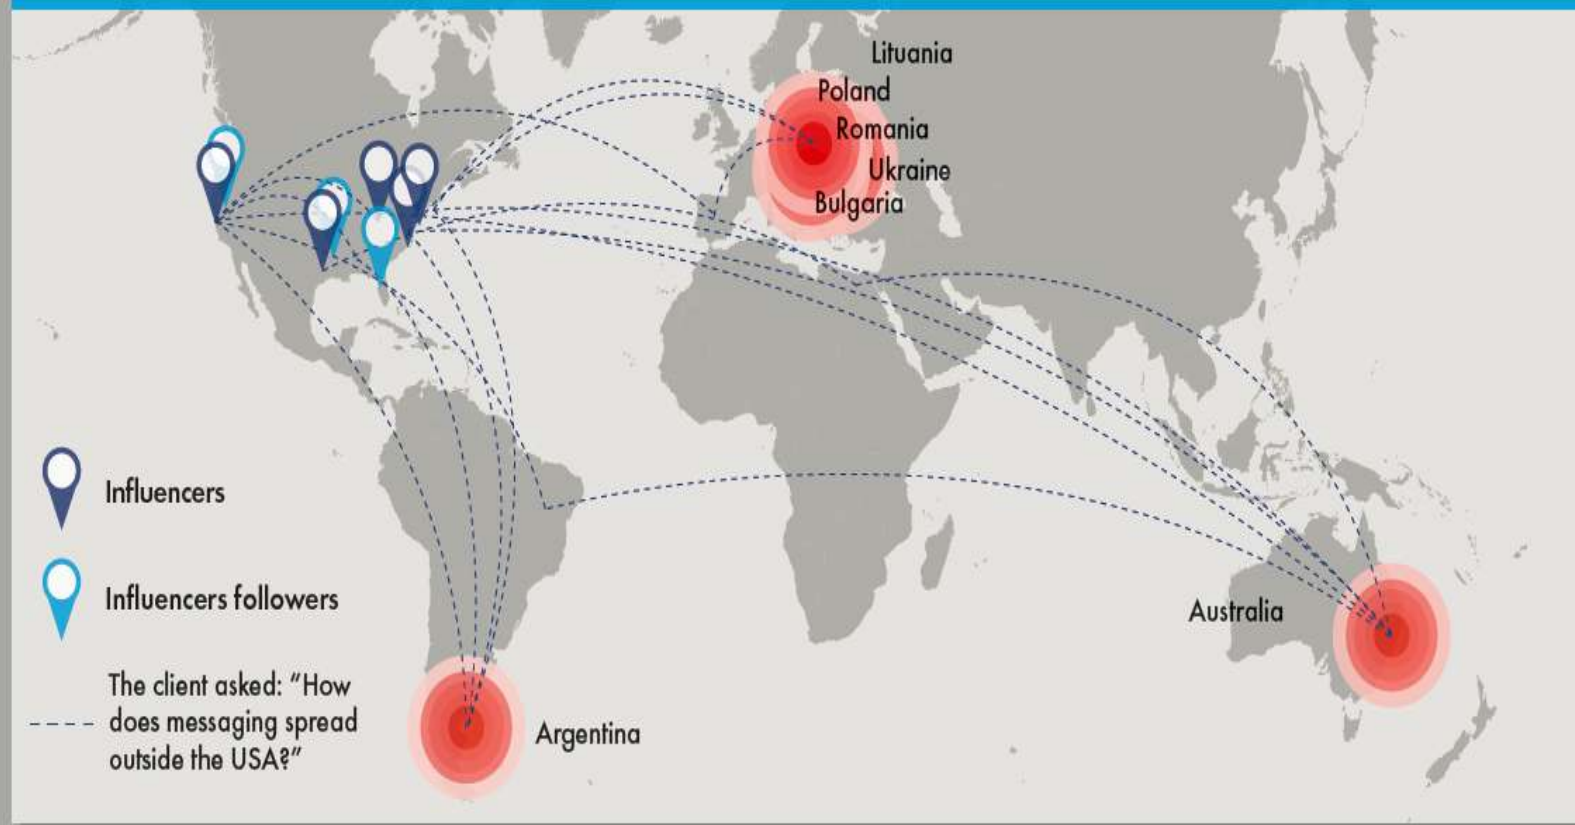 Lituania
Poland
Romania
Ukraine
Bulgaria
Influencers
Influencers followers
The client asked: “How
does messaging spread
outside the USA?”
Australia
Argentina